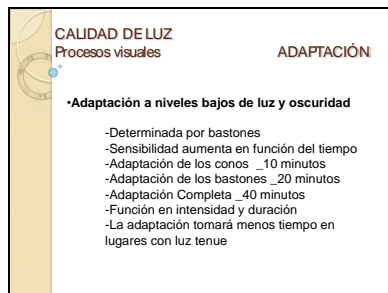 CALIDAD DE LUZ
Procesos visuales ADAPTACIÓN
•Adaptación a niveles bajos de luz y oscuridad
-Determinada por bastones
-Sensibilidad aumenta en función del tiempo
-Adaptación de los conos _10 minutos
-Adaptación de los bastones _20 minutos
-Adaptación Completa _40 minutos
-Función en intensidad y duración
-La adaptación tomará menos tiempo en
lugares con luz tenue